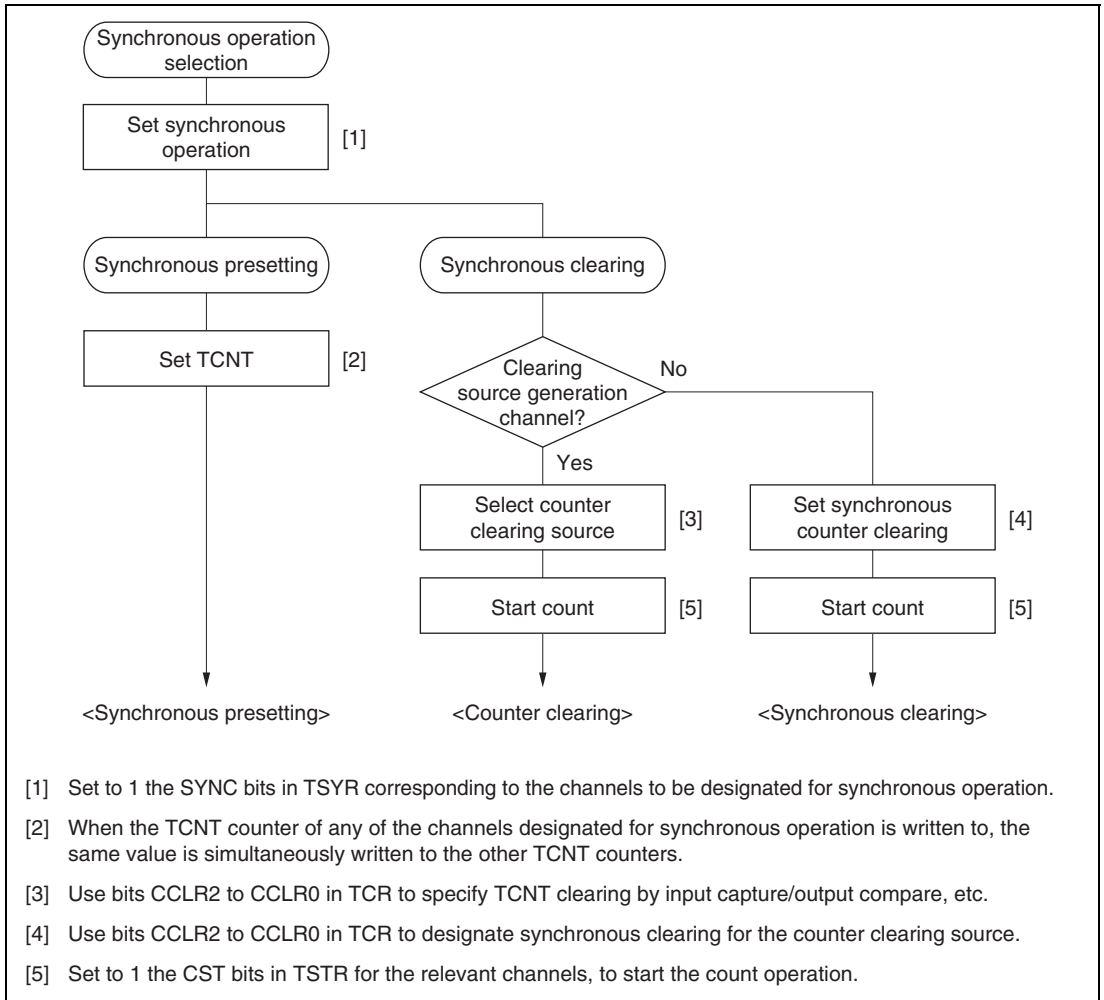 Synchronous operation
selection
Set synchronous
operation
[1]
Synchronous presetting
Synchronous clearing
Set TCNT
[2]
Clearing
source generation
channel?
No
Yes
Select counter
clearing source
[3]
Set synchronous
counter clearing
[4]
Start count
[5]
Start count
[5]
<Synchronous presetting>
<Counter clearing>
<Synchronous clearing>
[1] Set to 1 the SYNC bits in TSYR corresponding to the channels to be designated for synchronous operation.
[2] When the TCNT counter of any of the channels designated for synchronous operation is written to, the
same value is simultaneously written to the other TCNT counters.
[3] Use bits CCLR2 to CCLR0 in TCR to specify TCNT clearing by input capture/output compare, etc.
[4] Use bits CCLR2 to CCLR0 in TCR to designate synchronous clearing for the counter clearing source.
[5] Set to 1 the CST bits in TSTR for the relevant channels, to start the count operation.